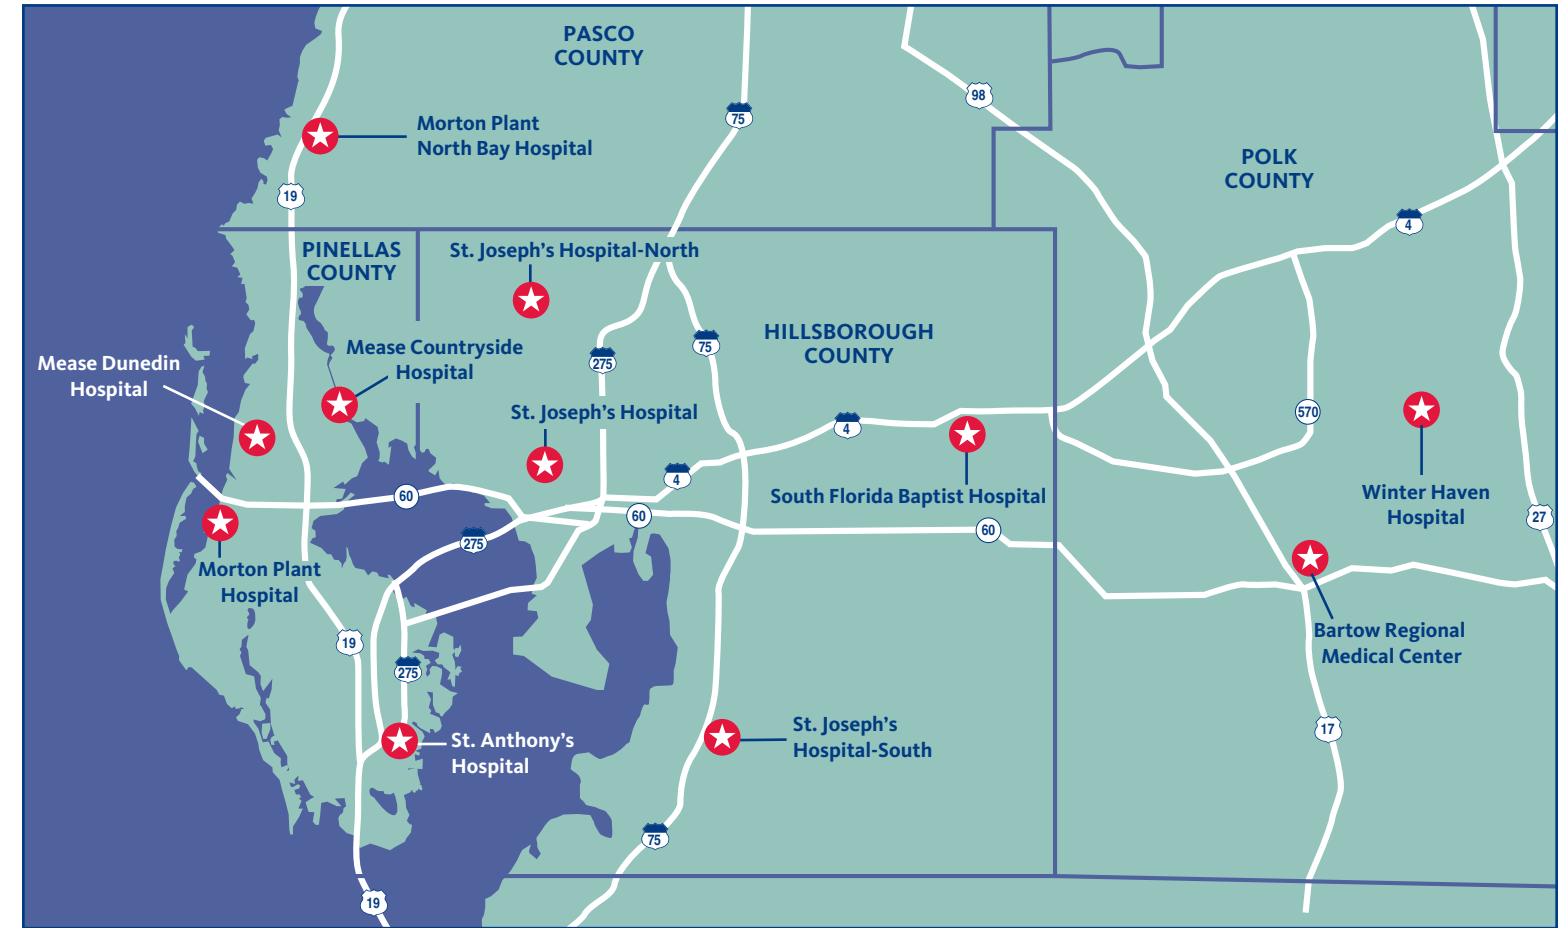 PASCO
COUNTY
98
75
Morton Plant
North Bay Hospital
POLK
COUNTY
19
4
PINELLAS
COUNTY
St. Joseph's Hospital-North
HILLSBOROUGH
COUNTY
75
275
Mease Countryside
Hospital
Mease Dunedin
Hospital
St. Joseph's Hospital
570
4
4
South Florida Baptist Hospital
Winter Haven
Hospital
60
60
60
27
275
Morton Plant
Hospital
Bartow Regional
Medical Center
19
275
St. Joseph's
Hospital-South
17
St. Anthony's
Hospital
75
19